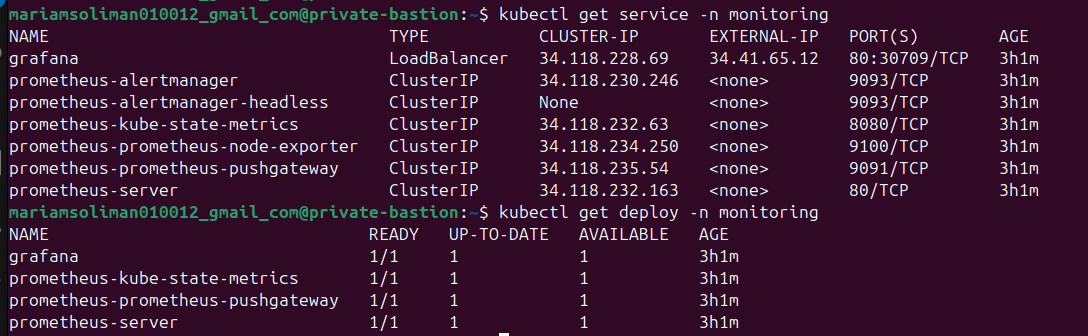 mariamsoliman010012_gmail_com@private-bastion:~$ kubectl get service -n monitoring
NAME TYPE CLUSTER-IP EXTERNAL-IP PORT(S) AGE
grafana LoadBalancer 34.118.228.69 34.41.65.12 80:30709/TCP 3h1m
prometheus-alertmanager ClusterIP 34.118.230.246 <none> 9093/TCP 3h1m
prometheus-alertmanager-headless ClusterIP None <none> 9093/TCP 3h1m
prometheus-kube-state-metrics ClusterIP 34.118.232.63 <none> 8080/TCP 3h1m
prometheus-prometheus-node-exporter ClusterIP 34.118.234.250 <none> 9100/TCP 3h1m
prometheus-prometheus-pushgateway ClusterIP 34.118.235.54 <none> 9091/TCP 3h1m
prometheus-server ClusterIP 34.118.232.163 <none> 80/TCP 3h1m
mariamsoliman010012_gmail_com@private-bastion:~$ kubectl get deploy -n monitoring
NAME READY UP-TO-DATE AVAILABLE AGE
grafana 1/1 1 1 3h1m
prometheus-kube-state-metrics 1/1 1 1 3h1m
prometheus-prometheus-pushgateway 1/1 1 1 3h1m
prometheus-server 1/1 1 1 3h1m